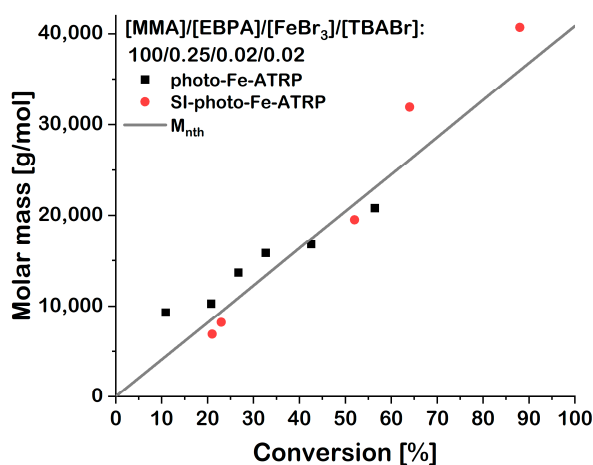 [MMA]/[EBPA]/[FeBr3]/[TBABr]:
100/0.25/0.02/0.02
photo-Fe-ATRP
SI-photo-Fe-ATRP
Mnth
40,000
30,000
20,000
10,000
0
Molar mass [g/mol]
0 10 20 30 40 50 60 70 80 90 100
Conversion [%]